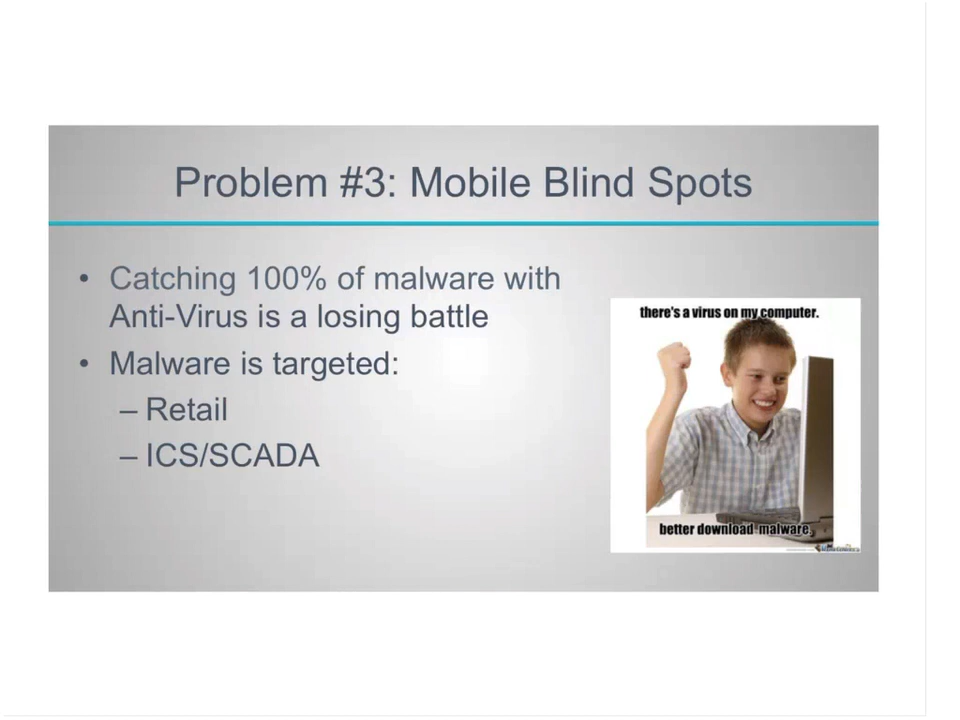 Problem #3: Mobile Blind Spots
• Catching 100% of malware with
Anti-Virus is a losing battle
• Malware is targeted:
– Retail
– ICS/SCADA
there's a virus on my computer.
better download malware.